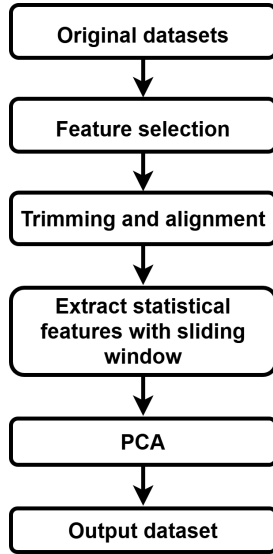 Original datasets
Feature selection
Trimming and alignment
Extract statistical
features with sliding
window
PCA
Output dataset